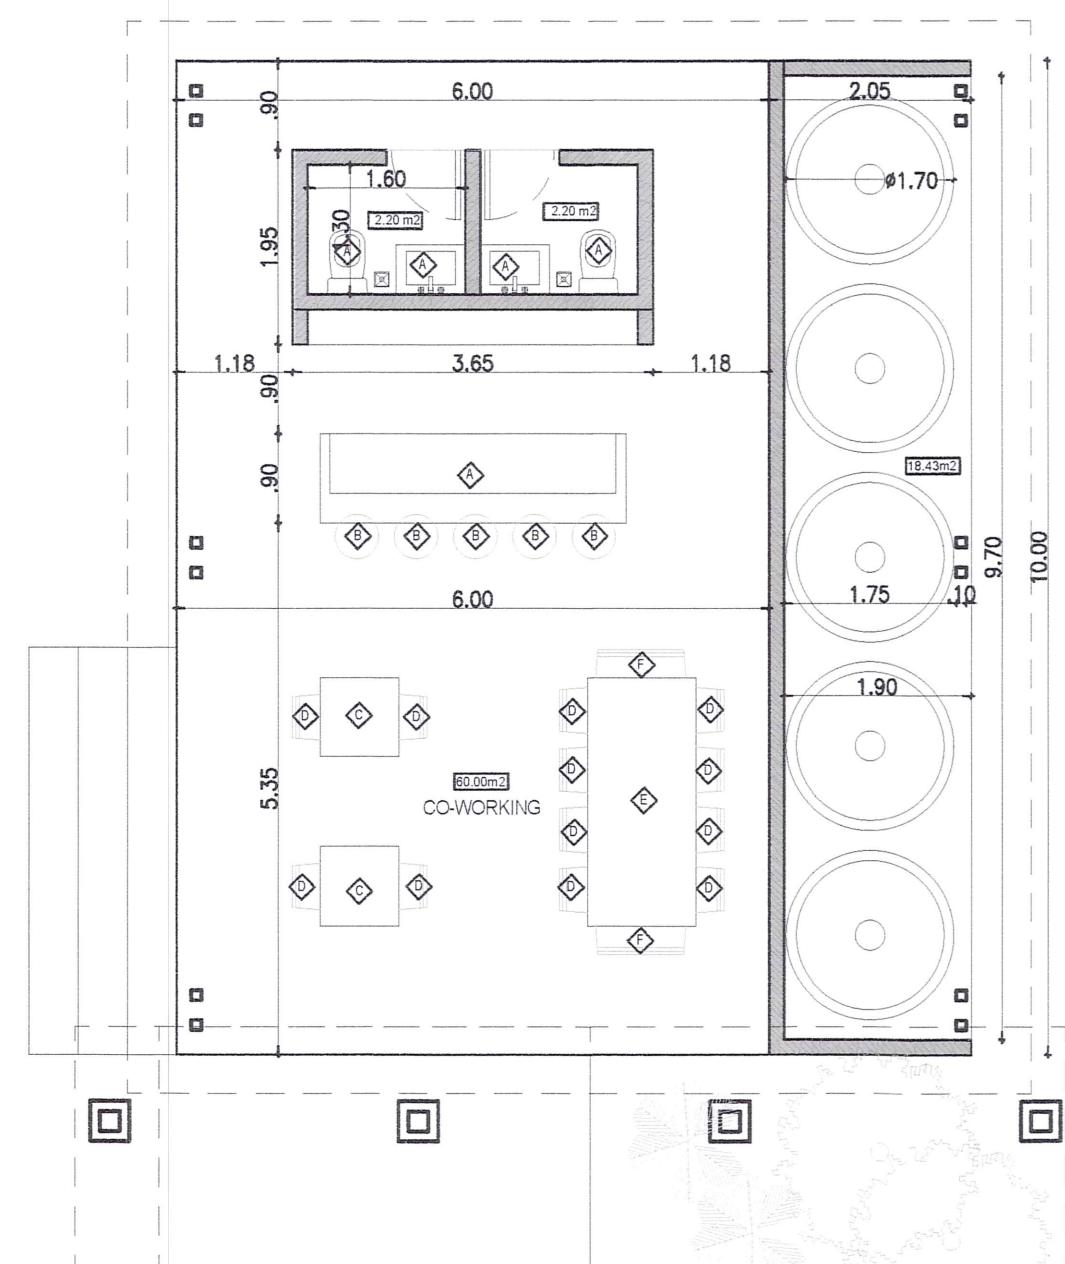 6.00
2.05
.90
1.60
ø1.70
2.20 m2
2.20 m2
1.30
1.95
A
A
A
A
1.18
3.65
1.18
.90
.90
A
18.43m2
B
B
B
B
B
9.70
10.00
6.00
1.75
.10
F
1.90
D
C
D
D
D
D
D
60.00m2
5.35
CO-WORKING
E
D
D
D
C
D
D
D
F